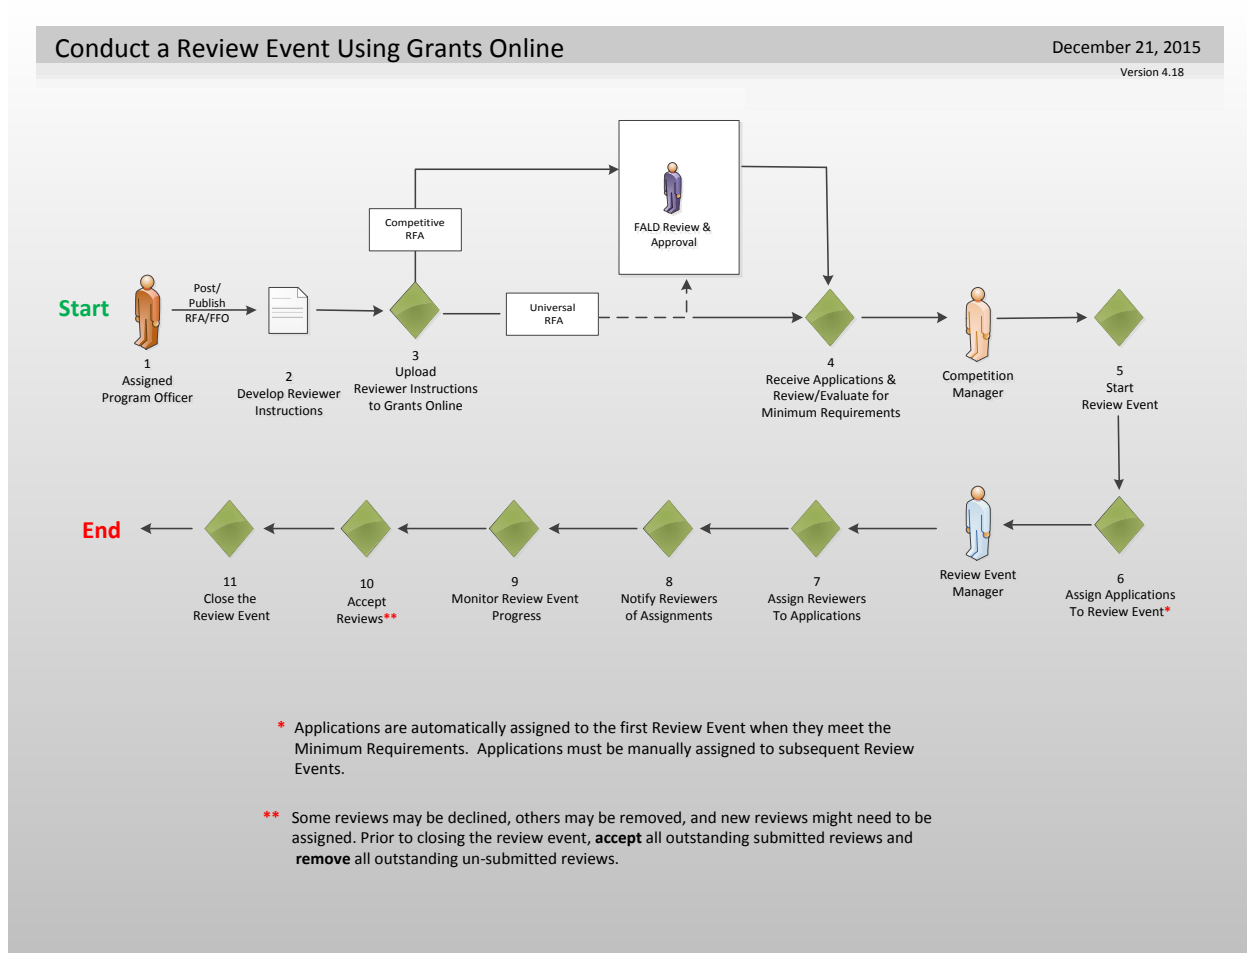 Conduct a Review Event Using Grants Online
December 21, 2015
Version 4.18
Competitive
RFA
FALD Review &
Approval
Start
Post/
Publish
RFA/FFO
Universal
RFA
1
Assigned
Program Officer
2
Develop Reviewer
Instructions
3
Upload
Reviewer Instructions
to Grants Online
4
Receive Applications &
Review/Evaluate for
Minimum Requirements
Competition
Manager
5
Start
Review Event
End
11
Close the
Review Event
10
Accept
Reviews**
9
Monitor Review Event
Progress
8
Notify Reviewers
of Assignments
7
Assign Reviewers
To Applications
Review Event
Manager
6
Assign Applications
To Review Event*
* Applications are automatically assigned to the first Review Event when they meet the
Minimum Requirements.  Applications must be manually assigned to subsequent Review
Events.
** Some reviews may be declined, others may be removed, and new reviews might need to be
assigned. Prior to closing the review event, accept all outstanding submitted reviews and
remove all outstanding un-submitted reviews.